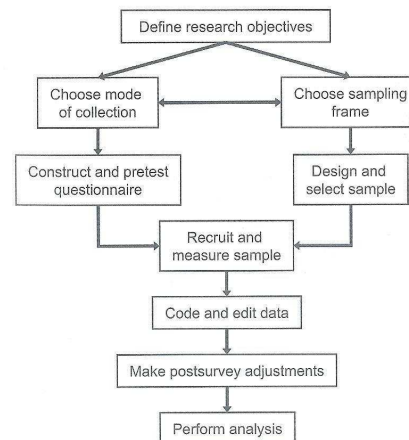 Define research objectives
Choose mode
of collection
Choose sampling
frame
Construct and pretest
questionnaire
Design and
select sample
Recruit and
measure sample
Code and edit data
Make postsurvey adjustments
Perform analysis